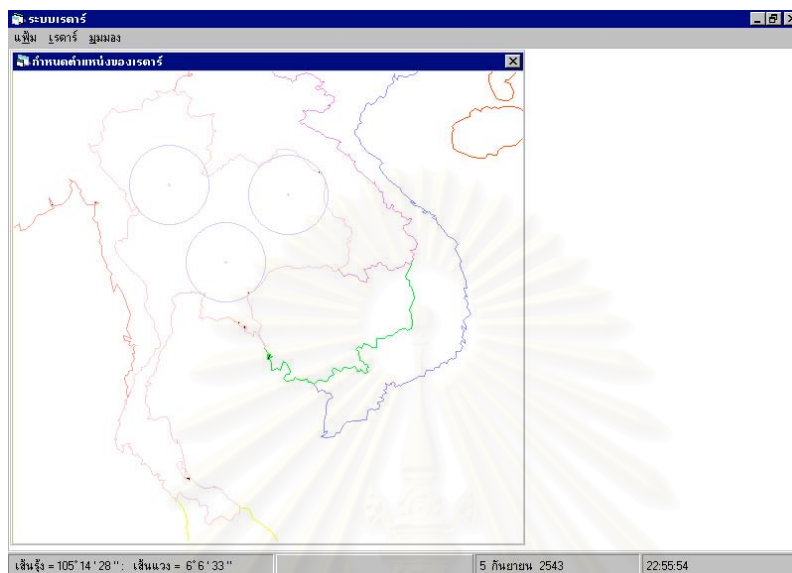 ระบบเรดาร์
แฟ้ม เรดาร์ มุมมอง
กำหนดตำแหน่งของเรดาร์
เส้นรุ้ง = 105°14'28": เส้นแวง = 6°6'33"
5 กันยายน 2543
22:55:54